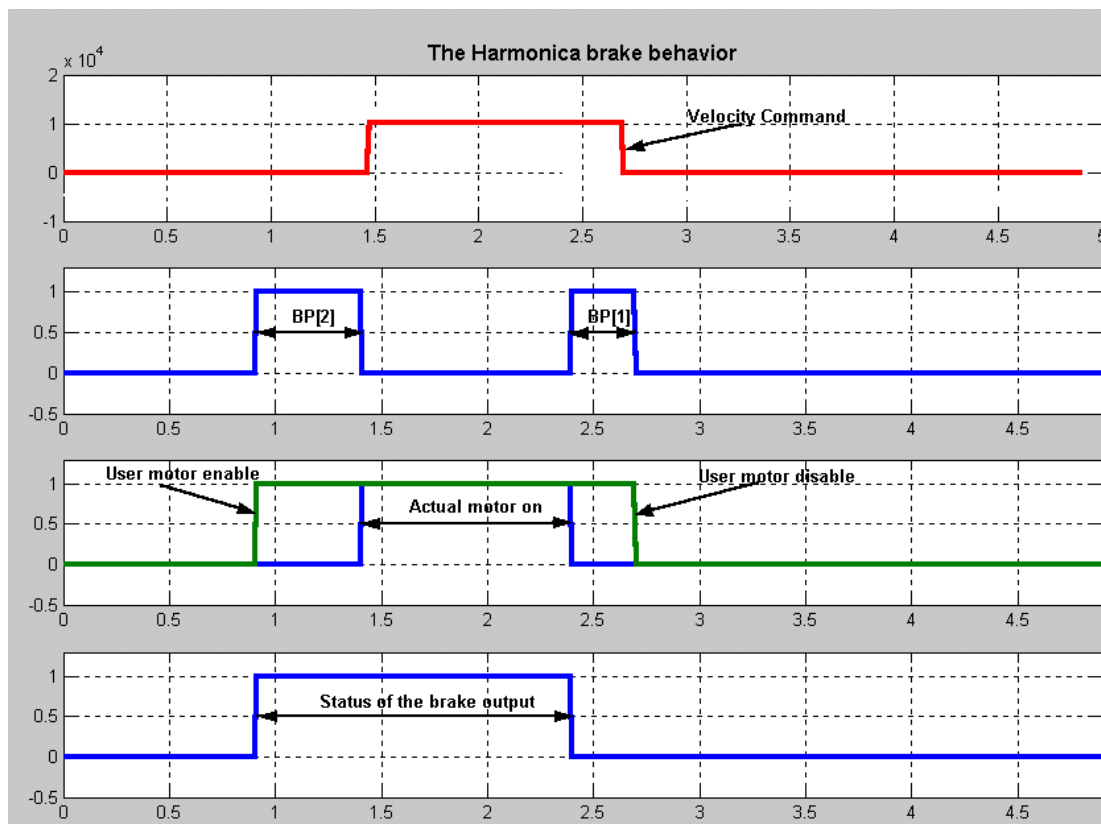 The Harmonica brake behavior
x 10^4
2
1
0
-1
Velocity Command
0 0.5 1 1.5 2 2.5 3 3.5 4 4.5 5
1
0.5
0
-0.5
BP[2] BP[1]
0 0.5 1 1.5 2 2.5 3 3.5 4 4.5
1
0.5
0
-0.5
User motor enable
Actual motor on
User motor disable
0 0.5 1 1.5 2 2.5 3 3.5 4 4.5
1
0.5
0
-0.5
Status of the brake output
0 0.5 1 1.5 2 2.5 3 3.5 4 4.5